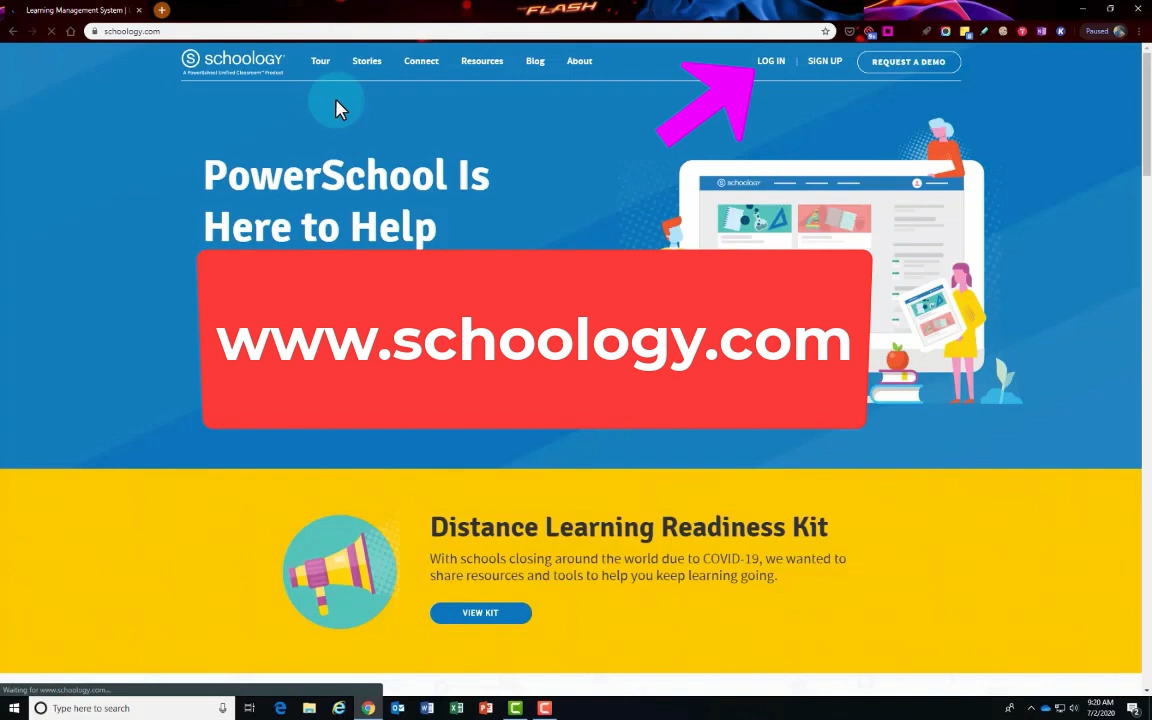 Learning Management System | L
FLASH
schoology.com
Paused
schoology
A PowerSchool Unified Classroom™ Product
Tour
Stories
Connect
Resources
Blog
About
LOG IN
SIGN UP
REQUEST A DEMO
PowerSchool Is
Here to Help
schoology
www.schoology.com
Distance Learning Readiness Kit
With schools closing around the world due to COVID-19, we wanted to
share resources and tools to help you keep learning going.
VIEW KIT
Waiting for www.schoology.com...
Type here to search
9:20 AM
7/2/2020